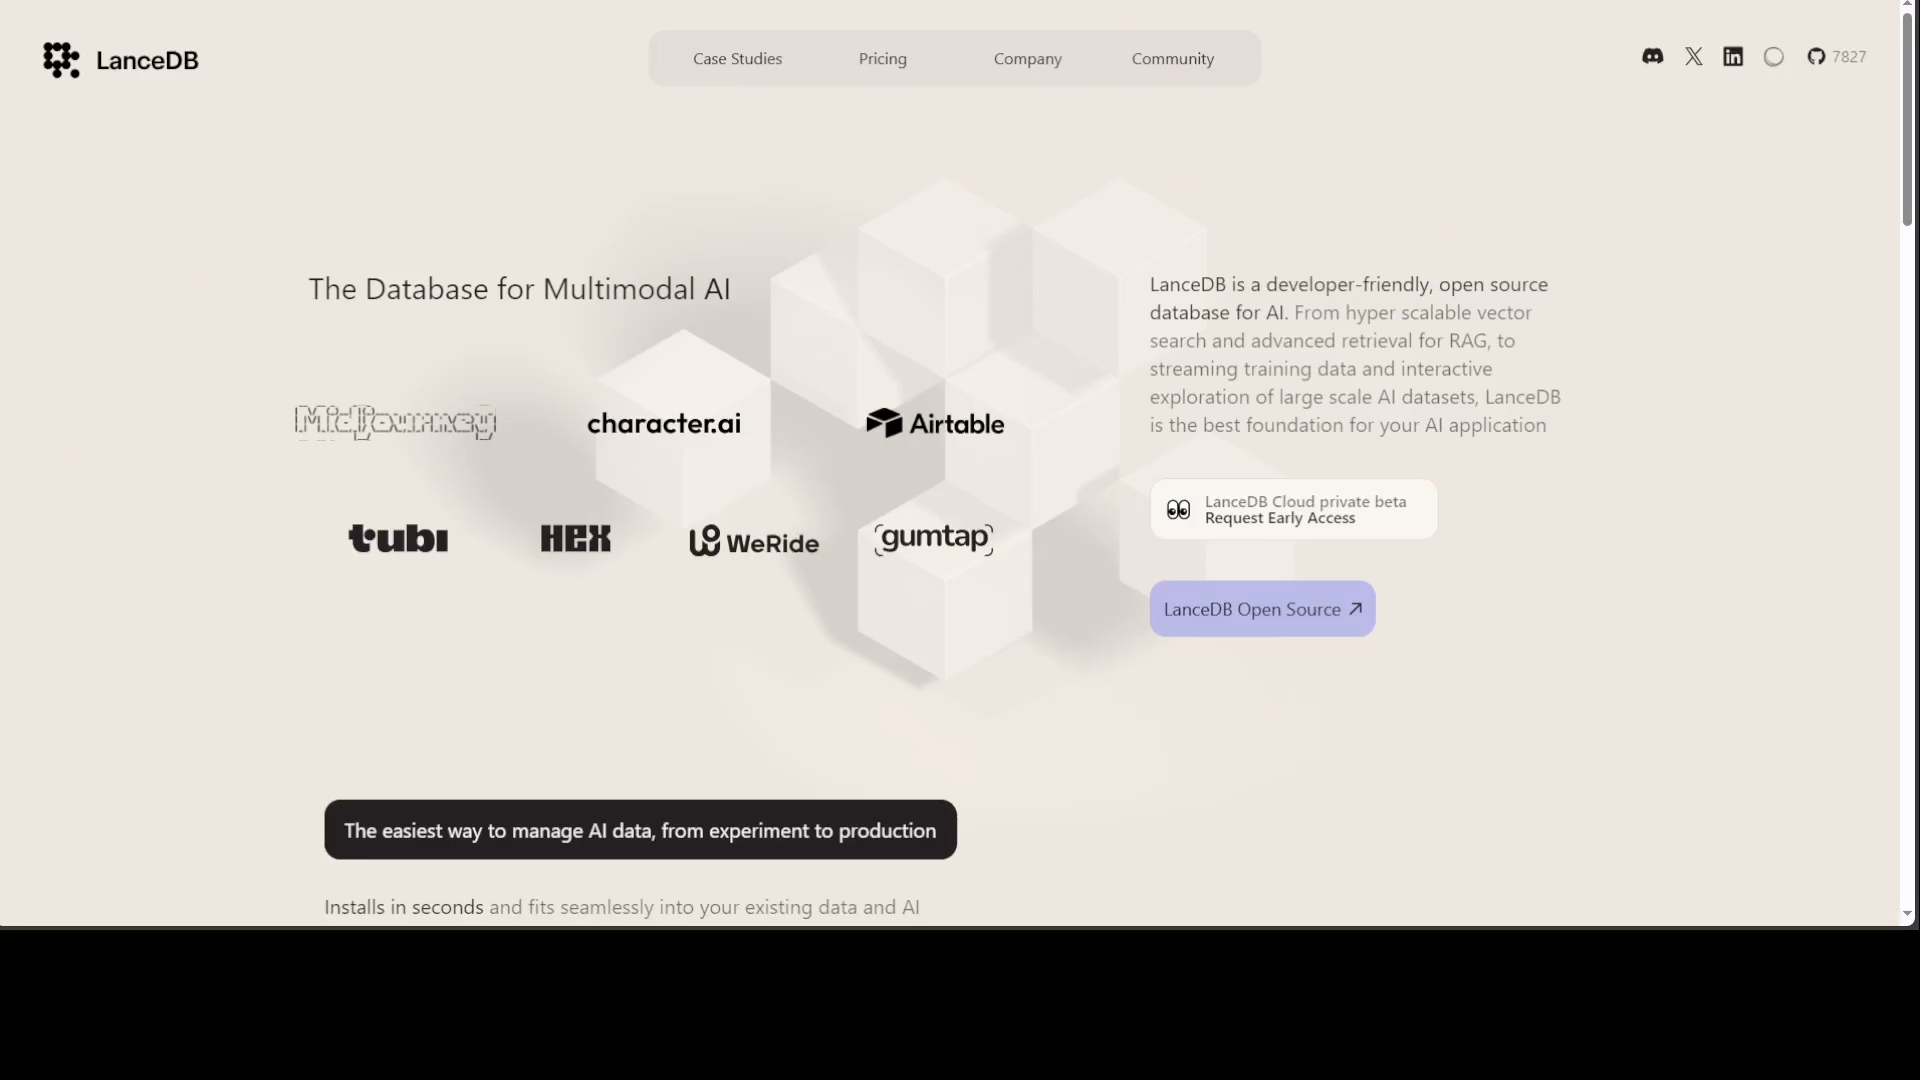 LanceDB
Case Studies
Pricing
Company
Community
7827
The Database for Multimodal AI
LanceDB is a developer-friendly, open source
database for AI. From hyper scalable vector
search and advanced retrieval for RAG, to
streaming training data and interactive
exploration of large scale AI datasets, LanceDB
is the best foundation for your AI application
Midjourney
character.ai
Airtable
tubi
HEX
WeRide
gumtap
LanceDB Cloud private beta
Request Early Access
LanceDB Open Source
The easiest way to manage AI data, from experiment to production
Installs in seconds and fits seamlessly into your existing data and AI